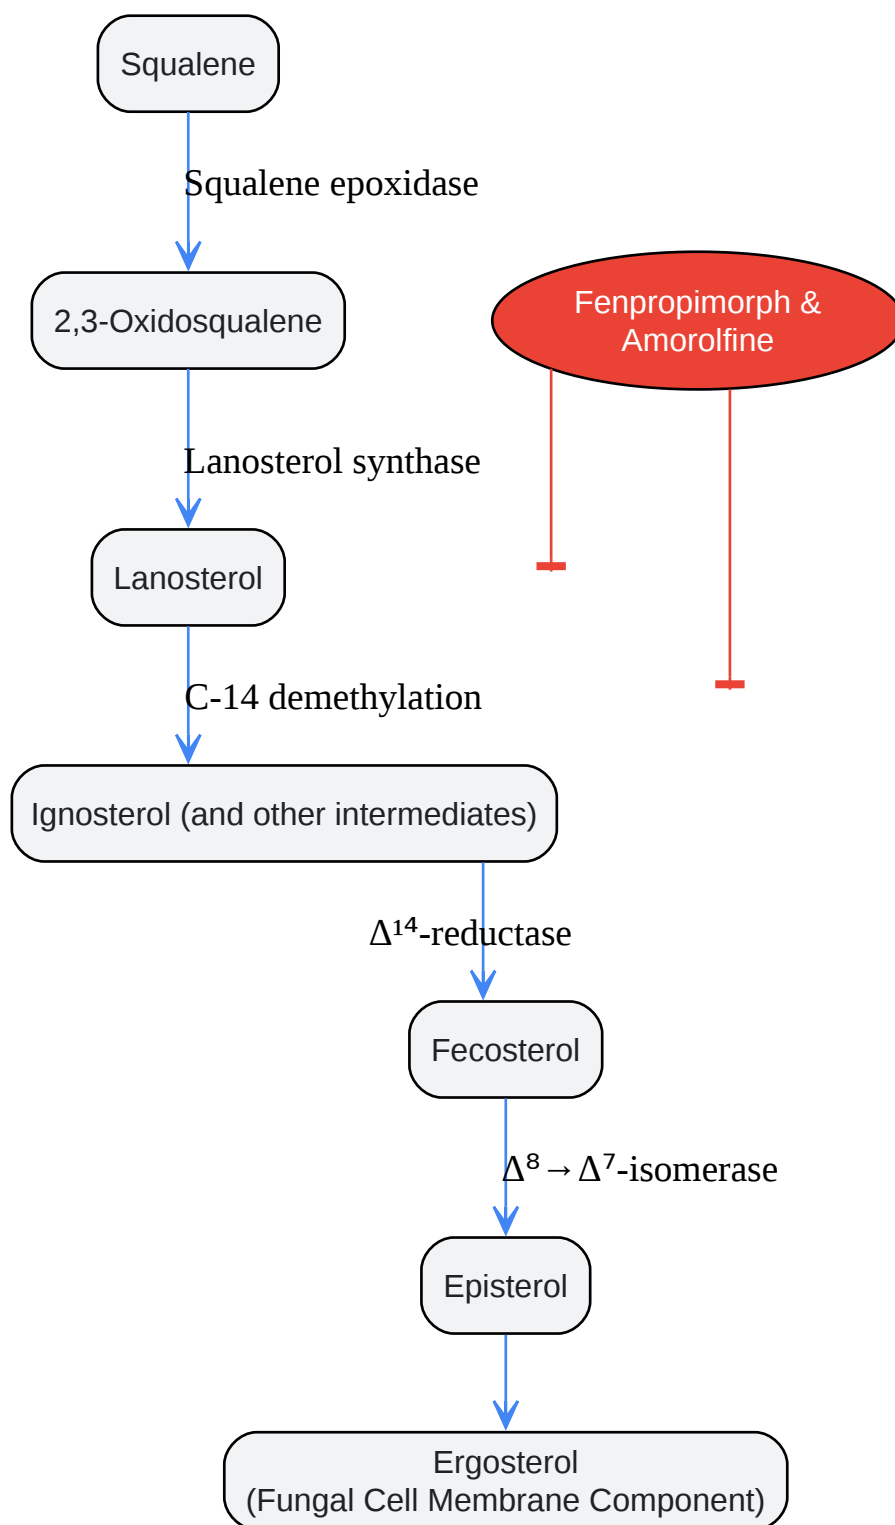 Squalene
Squalene epoxidase
2,3-Oxidosqualene
Fenpropimorph &
Amorolfine
Lanosterol synthase
Lanosterol
C-14 demethylation
Ignosterol (and other intermediates)
Δ¹⁴-reductase
Fecosterol
Δ⁸→Δ⁷-isomerase
Episterol
Ergosterol
(Fungal Cell Membrane Component)